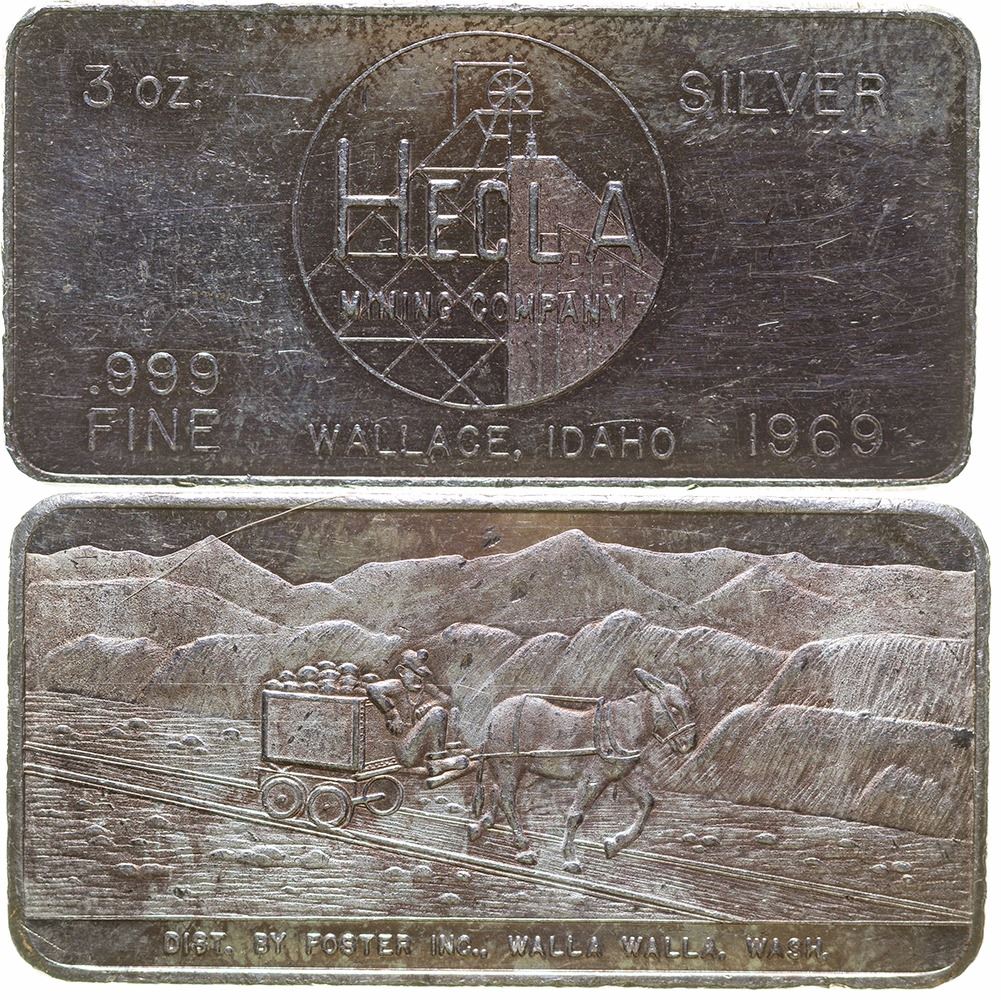 3 OZ. SILVER
HECLA
MINING COMPANY
.999
FINE
WALLACE, IDAHO 1969
DIST. BY FOSTER INC., WALLA WALLA, WASH.